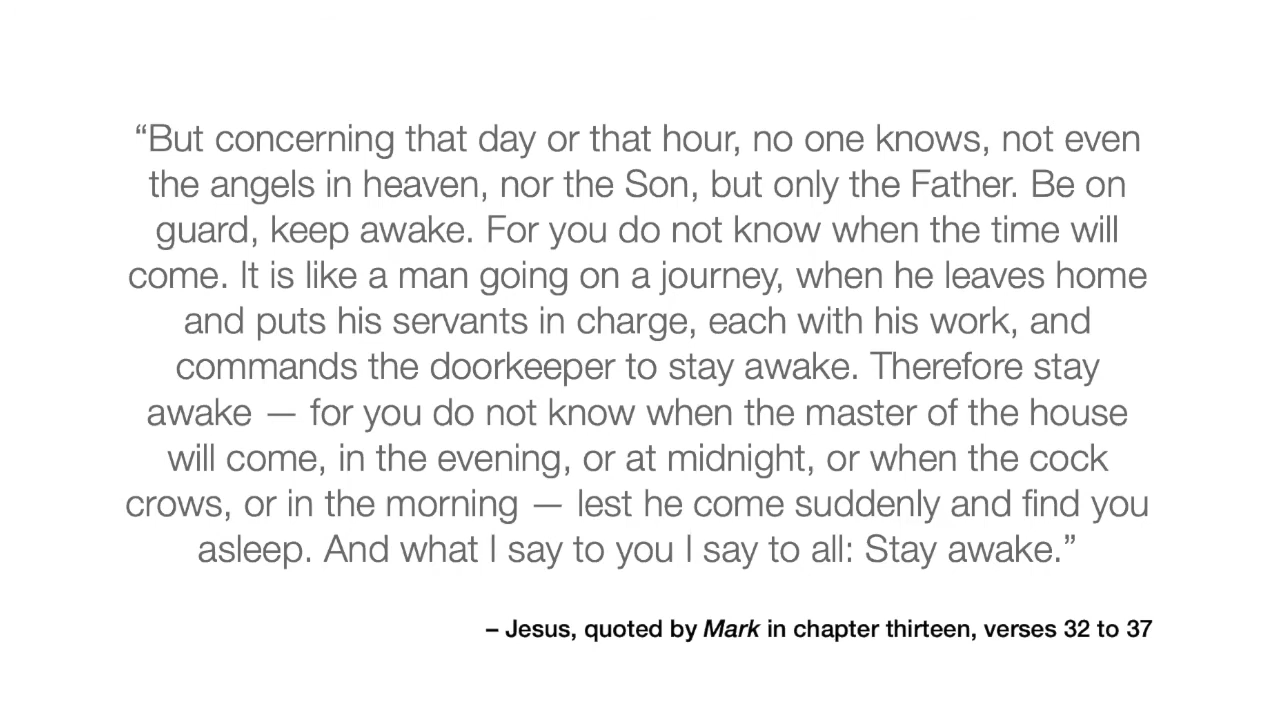 “But concerning that day or that hour, no one knows, not even
the angels in heaven, nor the Son, but only the Father. Be on
guard, keep awake. For you do not know when the time will
come. It is like a man going on a journey, when he leaves home
and puts his servants in charge, each with his work, and
commands the doorkeeper to stay awake. Therefore stay
awake — for you do not know when the master of the house
will come, in the evening, or at midnight, or when the cock
crows, or in the morning — lest he come suddenly and find you
asleep. And what I say to you I say to all: Stay awake.”
– Jesus, quoted by Mark in chapter thirteen, verses 32 to 37